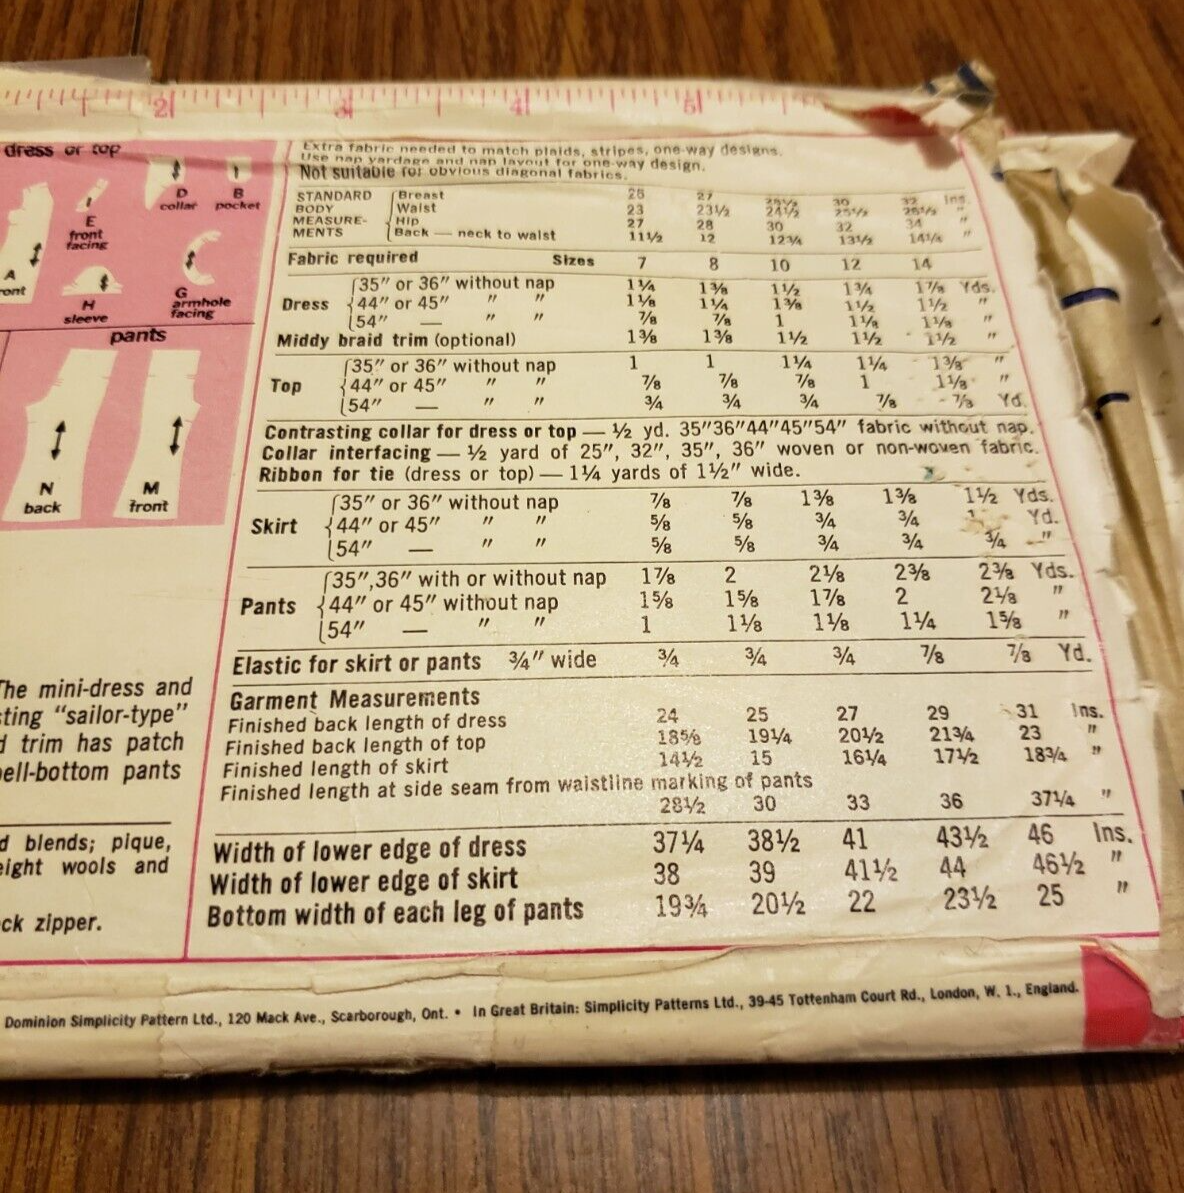 2 3 4 5
dress or top
D
collar
B
pocket
E
front
facing
A
ront
H
sleeve
G
armhole
facing
pants
N
back
M
front
The mini-dress and
sting "sailor-type"
d trim has patch
bell-bottom pants
d blends; pique,
eight wools and
ck zipper.
Extra fabric needed to match plaids, stripes, one-way designs.
Use nap yardage and nap layout for one-way design.
Not suitable for obvious diagonal fabrics.
STANDARD BODY MEASURE-MENTS
Breast 26 27 28½ 30 32 Ins.
Waist 23 23½ 24½ 25½ 26½ "
Hip 27 28 30 32 34 "
Back — neck to waist 11½ 12 12¾ 13½ 14¼ "
Fabric required Sizes 7 8 10 12 14
Dress
35" or 36" without nap 1¼ 1⅜ 1½ 1¾ 1⅞ Yds.
44" or 45" " " 1⅛ 1¼ 1⅜ 1½ 1½ "
54" — " " ⅞ ⅞ 1 1⅛ 1⅛ "
Middy braid trim (optional) 1⅜ 1⅜ 1½ 1½ 1½ "
Top
35" or 36" without nap 1 1 1¼ 1¼ 1⅜ "
44" or 45" " " ⅞ ⅞ ⅞ 1 1⅛ "
54" — " " ¾ ¾ ¾ ⅞ ⅞ Yd.
Contrasting collar for dress or top — ½ yd. 35"36"44"45"54" fabric without nap.
Collar interfacing — ½ yard of 25", 32", 35", 36" woven or non-woven fabric.
Ribbon for tie (dress or top) — 1¼ yards of 1½" wide.
Skirt
35" or 36" without nap ⅞ ⅞ 1⅜ 1⅜ 1½ Yds.
44" or 45" " " ⅝ ⅝ ¾ ¾ Yd.
54" — " " ⅝ ⅝ ¾ ¾ ¾ "
Pants
35",36" with or without nap 1⅞ 2 2⅛ 2⅜ 2⅜ Yds.
44" or 45" without nap 1⅝ 1⅝ 1⅞ 2 2⅛ "
54" — " " 1 1⅛ 1⅛ 1¼ 1⅝ "
Elastic for skirt or pants ¾" wide ¾ ¾ ¾ ⅞ ⅞ Yd.
Garment Measurements
Finished back length of dress 24 25 27 29 31 Ins.
Finished back length of top 18⅝ 19¼ 20½ 21¾ 23 "
Finished length of skirt 14½ 15 16¼ 17½ 18¾ "
Finished length at side seam from waistline marking of pants
28½ 30 33 36 37¼ "
Width of lower edge of dress 37¼ 38½ 41 43½ 46 Ins.
Width of lower edge of skirt 38 39 41½ 44 46½ "
Bottom width of each leg of pants 19¾ 20½ 22 23½ 25 "
Dominion Simplicity Pattern Ltd., 120 Mack Ave., Scarborough, Ont. • In Great Britain: Simplicity Patterns Ltd., 39-45 Tottenham Court Rd., London, W. 1., England.